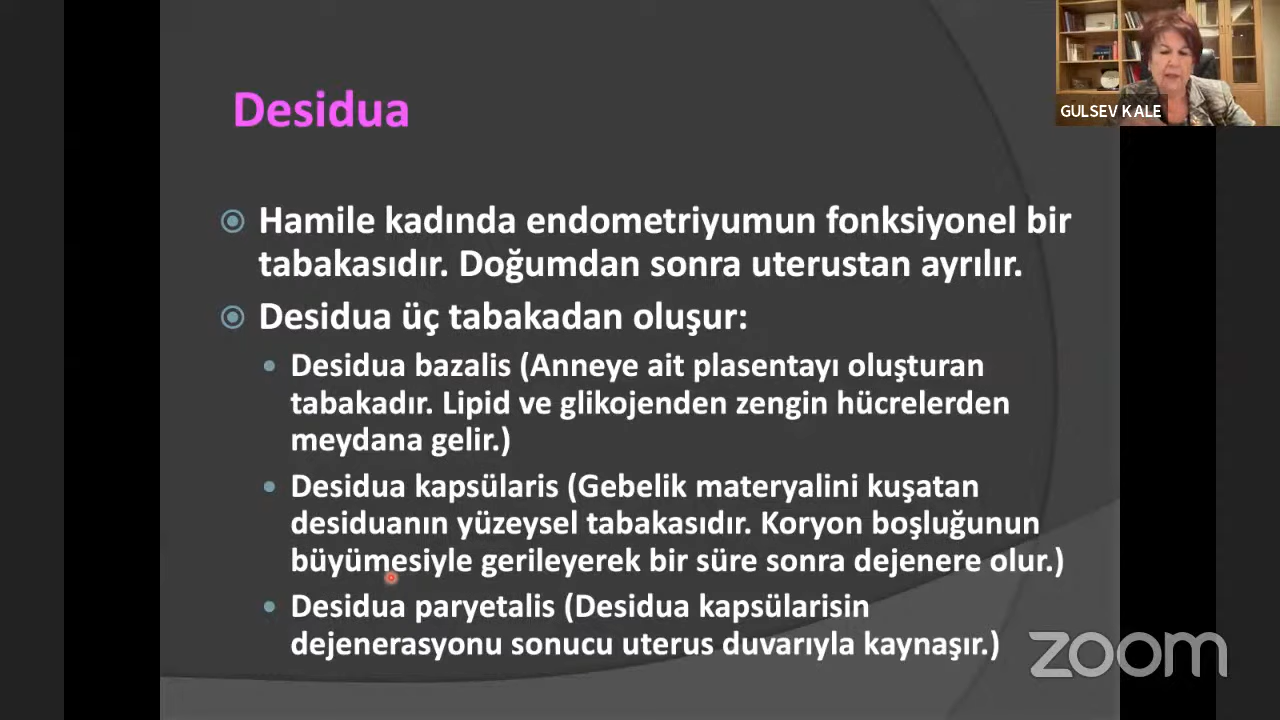 Desidua
GULSEV KALE
Hamile kadında endometriyumun fonksiyonel bir
tabakasıdır. Doğumdan sonra uterustan ayrılır.
Desidua üç tabakadan oluşur:
Desidua bazalis (Anneye ait plasentayı oluşturan
tabakadır. Lipid ve glikojenden zengin hücrelerden
meydana gelir.)
Desidua kapsülaris (Gebelik materyalini kuşatan
desiduanın yüzeysel tabakasıdır. Koryon boşluğunun
büyümesiyle gerileyerek bir süre sonra dejenere olur.)
Desidua paryetalis (Desidua kapsülarisin
dejenerasyonu sonucu uterus duvarıyla kaynaşır.)
zoom